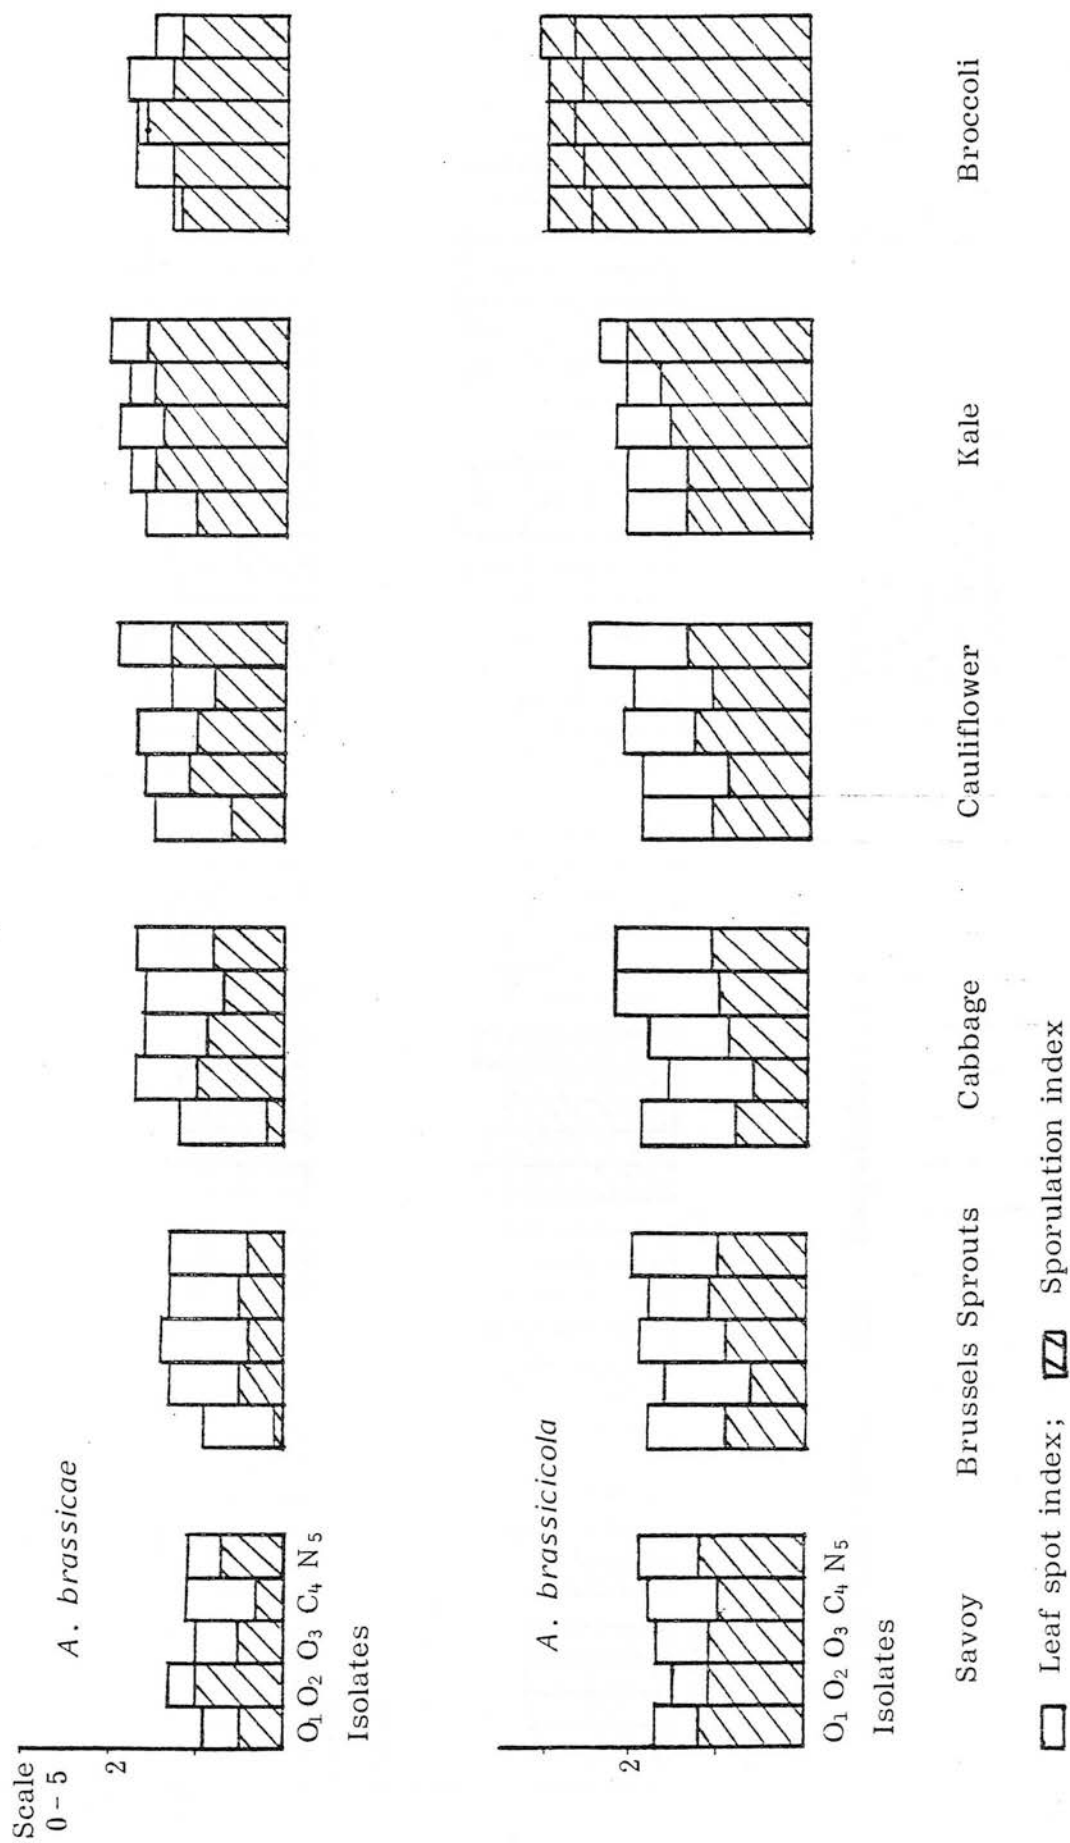 Scale
0 - 5
2
A. brassicae
O1 O2 O3 C4 N5
Isolates
2
A. brassicicola
O1 O2 O3 C4 N5
Isolates
Savoy Brussels Sprouts Cabbage Cauliflower Kale Broccoli
Leaf spot index; Sporulation index